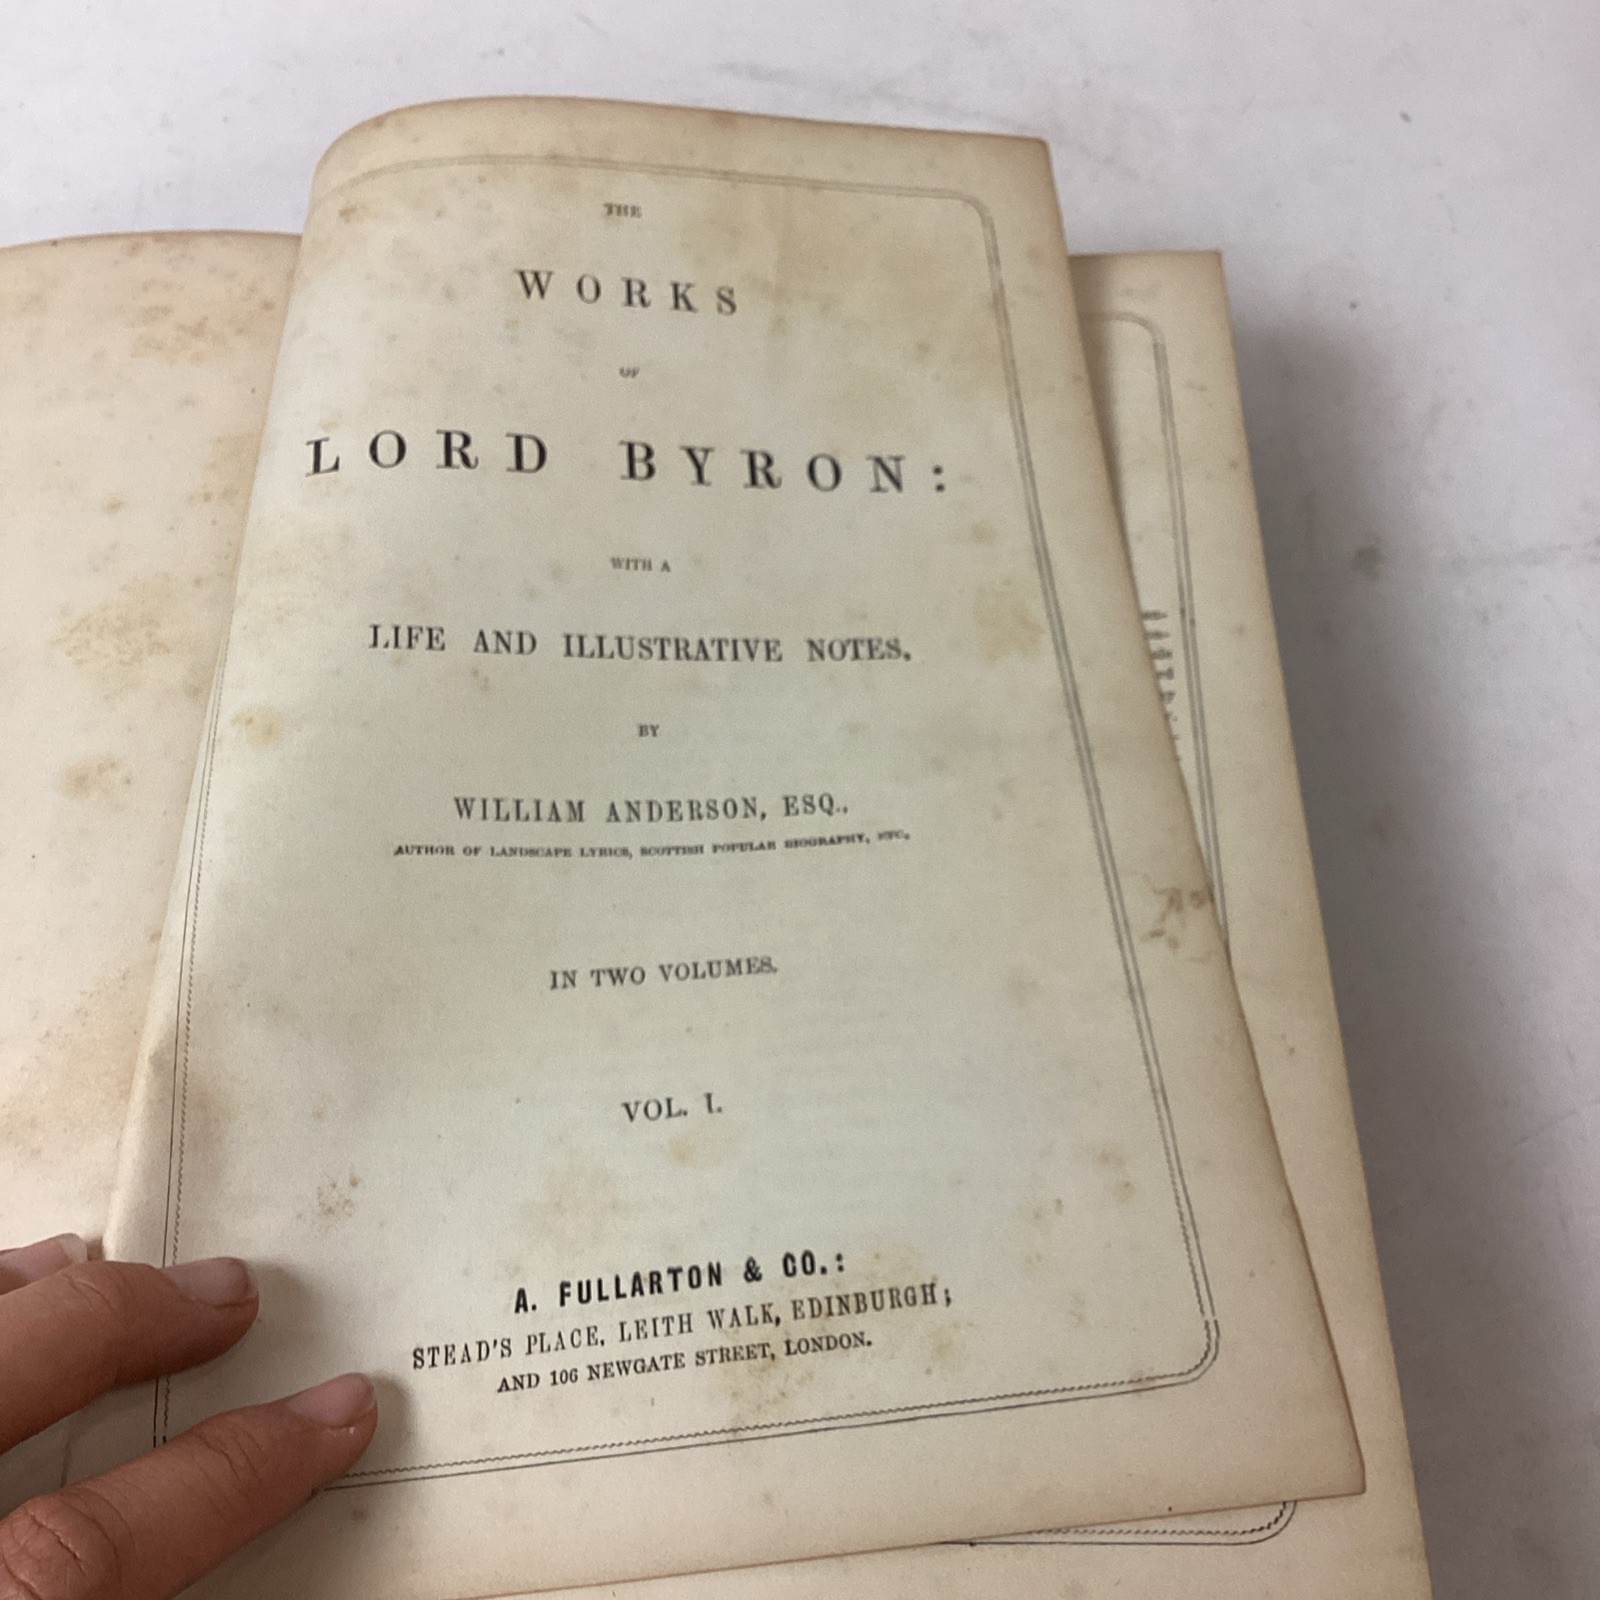 THE
WORKS
OF
LORD BYRON:
WITH A
LIFE AND ILLUSTRATIVE NOTES.
BY
WILLIAM ANDERSON, ESQ.,
AUTHOR OF LANDSCAPE LYRICS, SCOTTISH POPULAR BIOGRAPHY, ETC.
IN TWO VOLUMES.
VOL. I.
A. FULLARTON & CO.:
STEAD'S PLACE, LEITH WALK, EDINBURGH;
AND 106 NEWGATE STREET, LONDON.